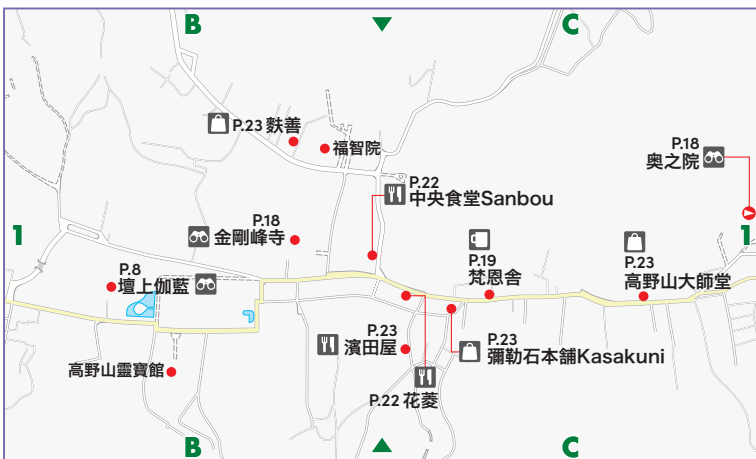 B
C
P.23 麩善
福智院
P.18
奧之院
P.22
中央食堂Sanbou
1
P.18
金剛峰寺
P.19
梵恩舍
P.23
高野山大師堂
1
P.8
壇上伽藍
P.23
濱田屋
P.23
彌勒石本舖Kasakuni
高野山靈寶館
P.22 花菱
B
C